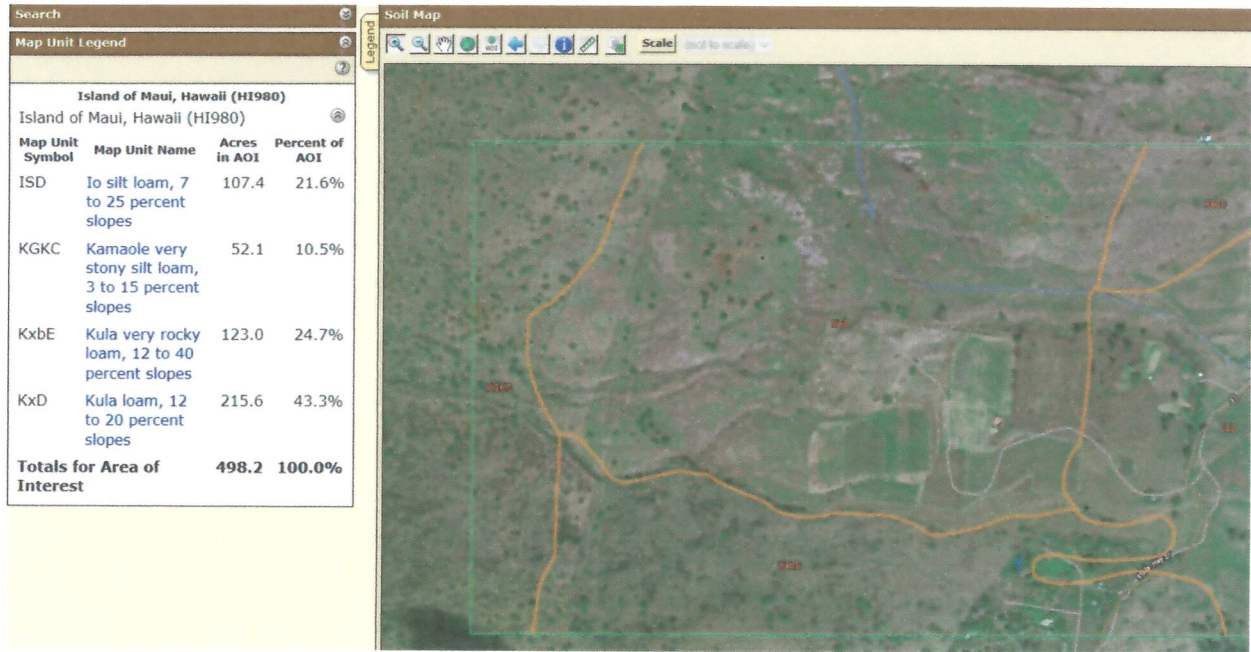 Search
Map Unit Legend
Island of Maui, Hawaii (HI980)
Island of Maui, Hawaii (HI980)
Map Unit Symbol Map Unit Name Acres in AOI Percent of AOI
ISD Io silt loam, 7 107.4 21.6%
to 25 percent
slopes
KGKC Kamaole very 52.1 10.5%
stony silt loam,
3 to 15 percent
slopes
KxbE Kula very rocky 123.0 24.7%
loam, 12 to 40
percent slopes
KxD Kula loam, 12 215.6 43.3%
to 20 percent
slopes
Totals for Area of 498.2 100.0%
Interest
Legend
Soil Map
Scale (not to scale)